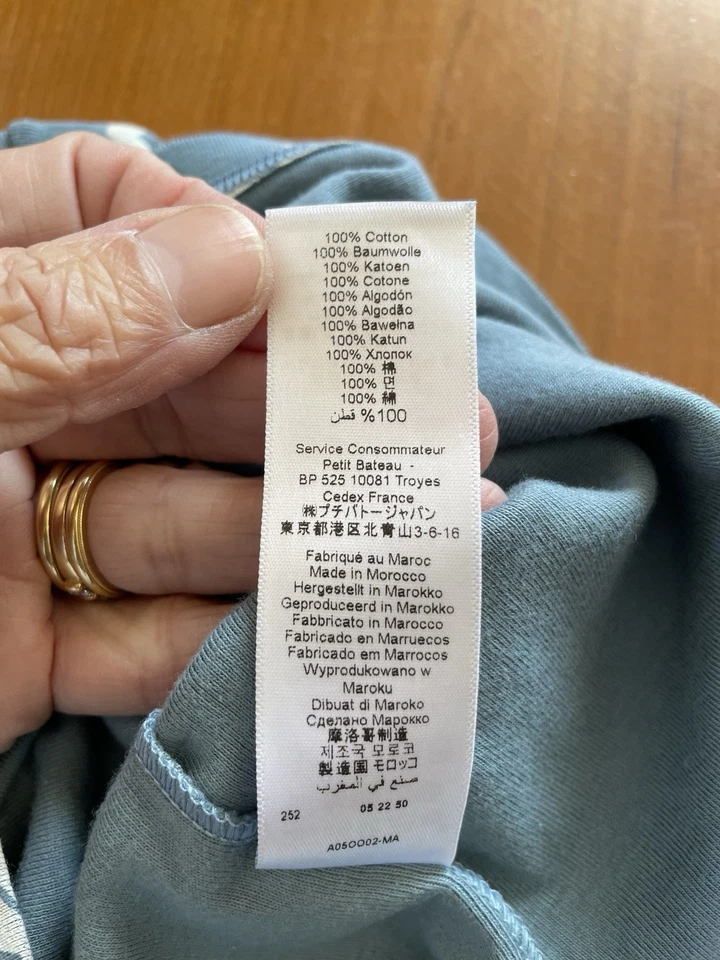 100% Cotton
100% Baumwolle
100% Katoen
100% Cotone
100% Algodón
100% Algodão
100% Bawełna
100% Katun
100% Хлопок
100% 棉
100% 면
100% 綿
100% قطن
Service Consommateur
Petit Bateau -
BP 525 10081 Troyes
Cedex France
㈱プチバトージャパン
東京都港区北青山3-6-16
Fabriqué au Maroc
Made in Morocco
Hergestellt in Marokko
Geproduceerd in Marokko
Fabbricato in Marocco
Fabricado en Marruecos
Fabricado em Marrocos
Wyprodukowano w
Maroku
Dibuat di Maroko
Сделано Марокко
摩洛哥制造
제조국 모로코
製造国 モロッコ
صنع في المغرب
252 05 22 50
A05OO02-MA